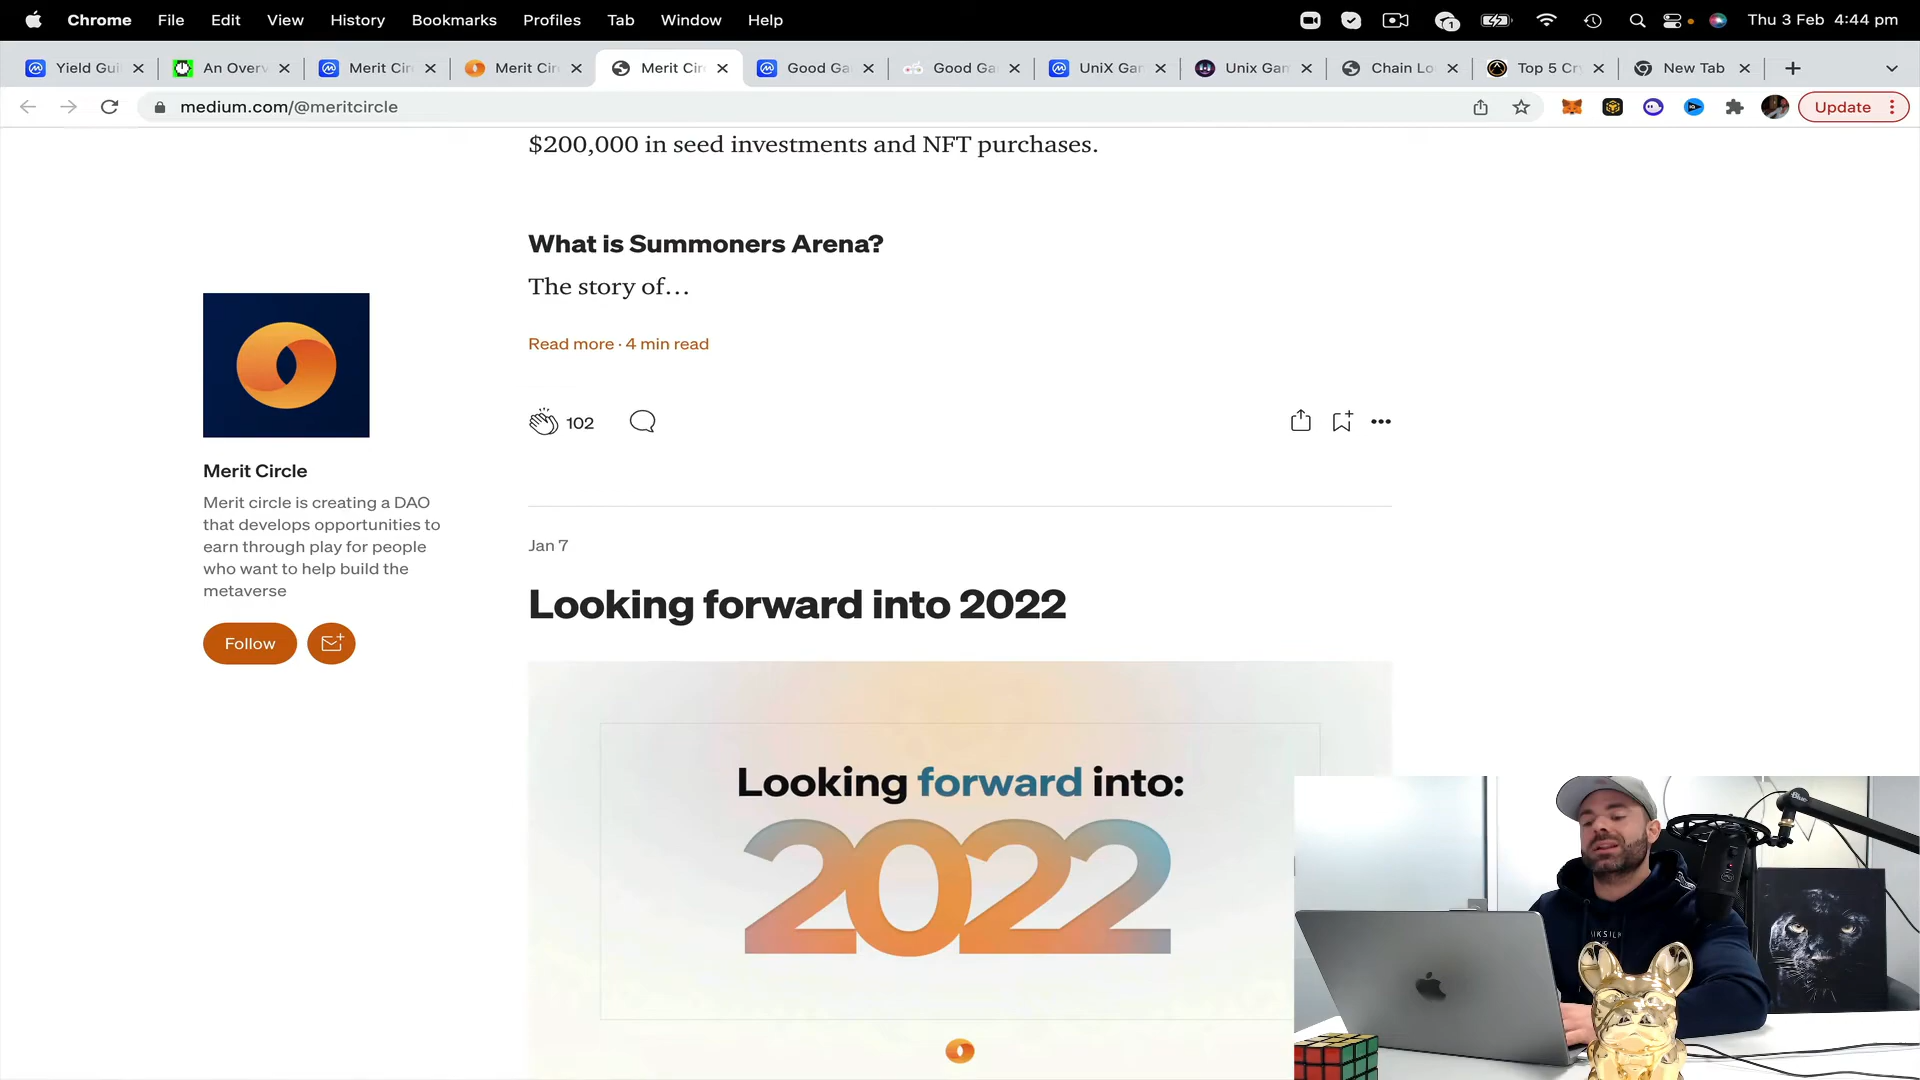 Chrome File Edit View History Bookmarks Profiles Tab Window Help 1 Thu 3 Feb 4:44 pm
Yield Gui An Overv Merit Cir Merit Cir Merit Cir Good Ga Good Ga UniX Gam Unix Gam Chain Lo Top 5 Cr New Tab
medium.com/@meritcircle Update
$200,000 in seed investments and NFT purchases.
What is Summoners Arena?
The story of…
Read more · 4 min read
102
Merit Circle
Merit circle is creating a DAO
that develops opportunities to
earn through play for people
who want to help build the
metaverse
Follow
Jan 7
Looking forward into 2022
Looking forward into:
2022
Blue